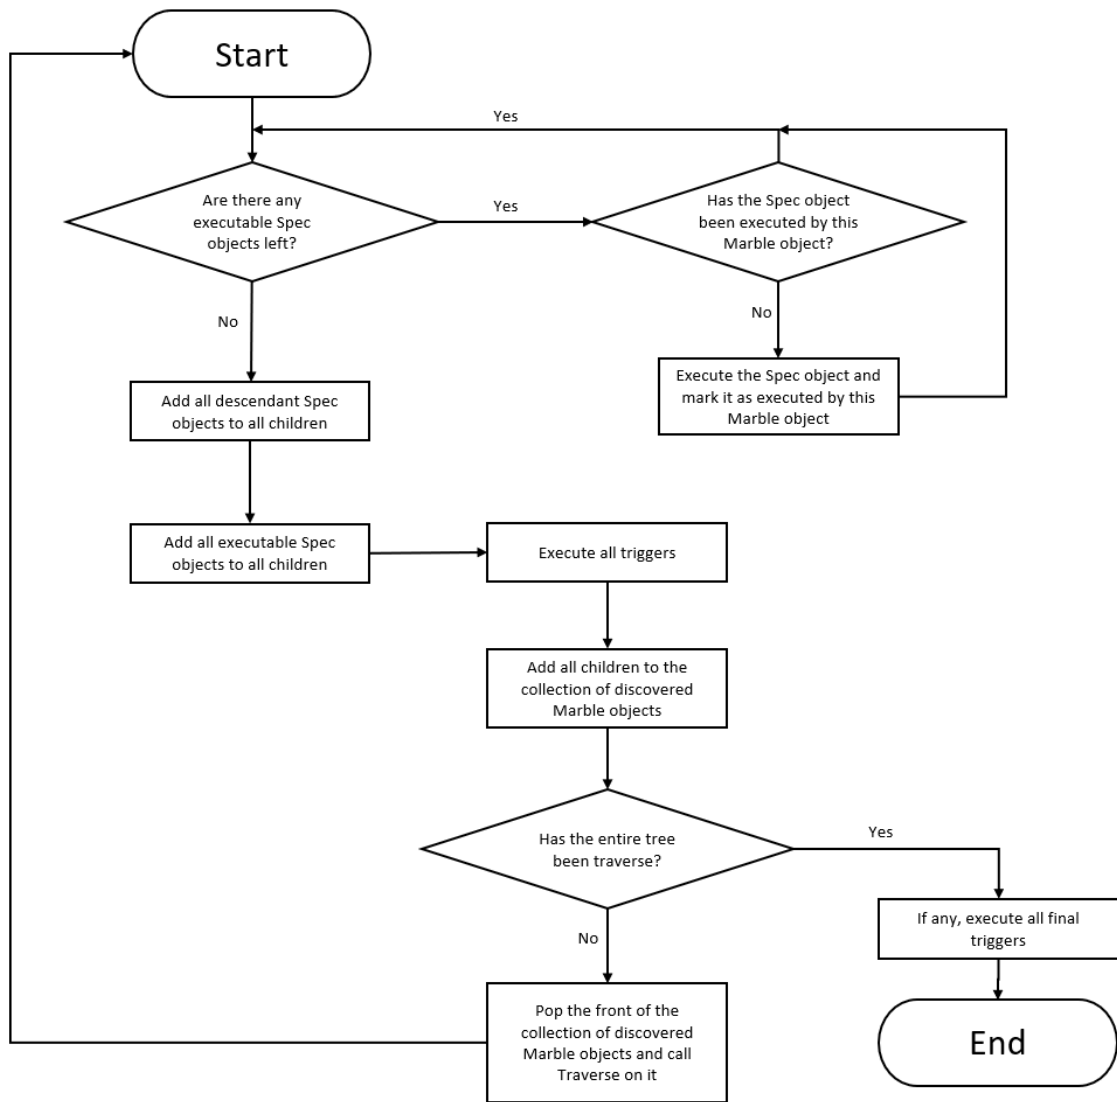 Start
Yes
Are there any
executable Spec
objects left?
Yes
Has the Spec object
been executed by this
Marble object?
No
No
Execute the Spec object and
mark it as executed by this
Marble object
Add all descendant Spec
objects to all children
Add all executable Spec
objects to all children
Execute all triggers
Add all children to the
collection of discovered
Marble objects
Has the entire tree
been traverse?
Yes
No
If any, execute all final
triggers
Pop the front of the
collection of discovered
Marble objects and call
Traverse on it
End